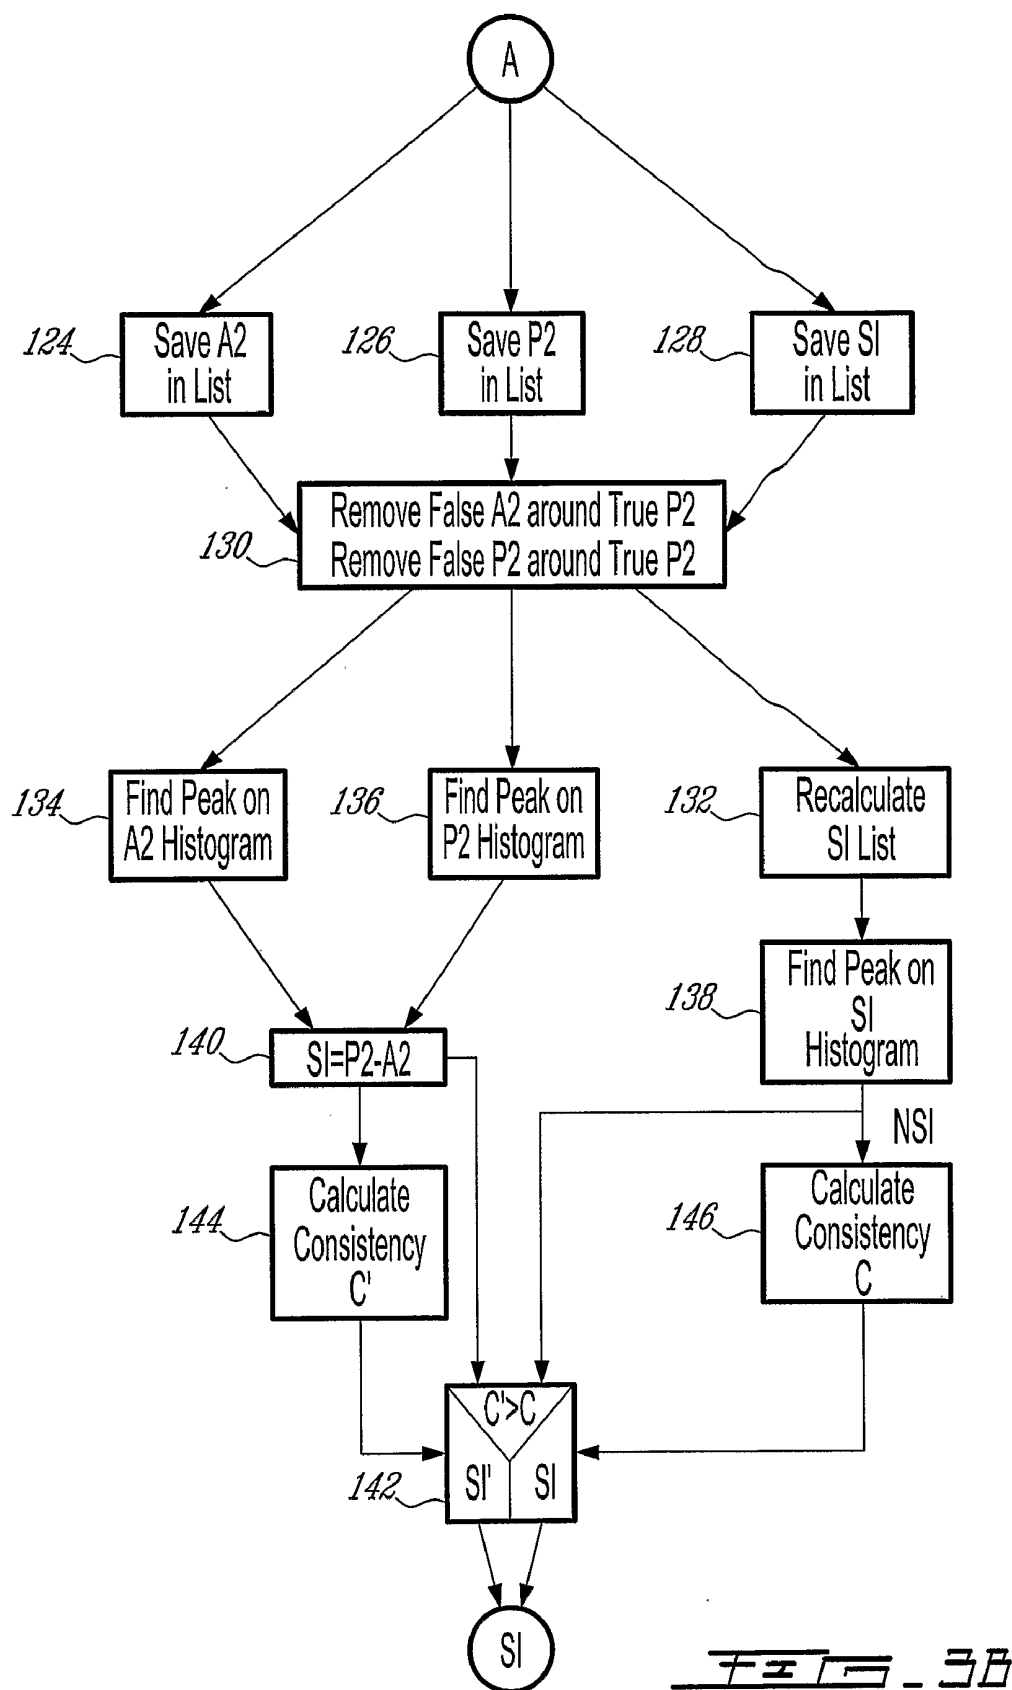 A
124
Save A2
in List
126
Save P2
in List
128
Save SI
in List
130
Remove False A2 around True P2
Remove False P2 around True P2
134
Find Peak on
A2 Histogram
136
Find Peak on
P2 Histogram
132
Recalculate
SI List
138
Find Peak on
SI
Histogram
140
SI=P2-A2
NSI
144
Calculate
Consistency
C'
146
Calculate
Consistency
C
C'>C
142
SI'
SI
SI
FIG. 3B